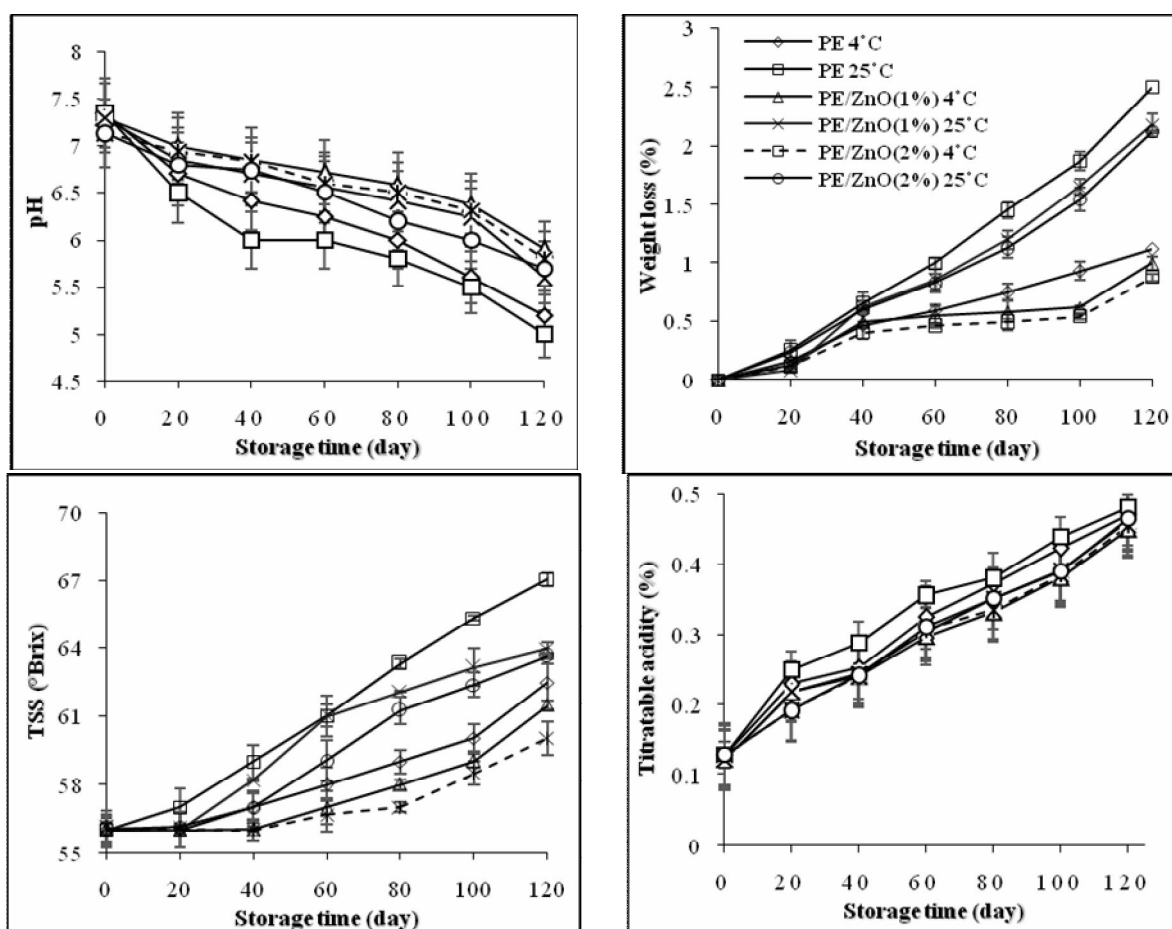 8
7.5
7
6.5
6
5.5
5
4.5
pH
0 20 40 60 80 100 120
Storage time (day)
3
2.5
2
1.5
1
0.5
0
Weight loss (%)
PE 4˚C
PE 25˚C
PE/ZnO(1%) 4˚C
PE/ZnO(1%) 25˚C
PE/ZnO(2%) 4˚C
PE/ZnO(2%) 25˚C
0 20 40 60 80 100 120
Storage time (day)
70
67
64
61
58
55
TSS (°Brix)
0 20 40 60 80 100 120
Storage time (day)
0.5
0.4
0.3
0.2
0.1
0
Titratable acidity (%)
0 20 40 60 80 100 120
Storage time (day)